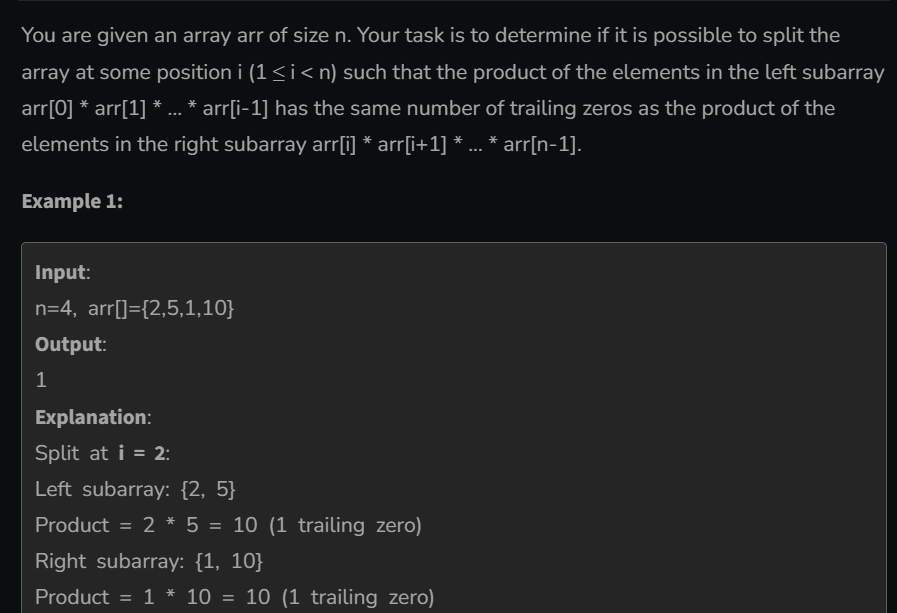 You are given an array arr of size n. Your task is to determine if it is possible to split the
array at some position i (1 ≤ i < n) such that the product of the elements in the left subarray
arr[0] * arr[1] * ... * arr[i-1] has the same number of trailing zeros as the product of the
elements in the right subarray arr[i] * arr[i+1] * ... * arr[n-1].
Example 1:
Input:
n=4, arr[]={2,5,1,10}
Output:
1
Explanation:
Split at i = 2:
Left subarray: {2, 5}
Product = 2 * 5 = 10 (1 trailing zero)
Right subarray: {1, 10}
Product = 1 * 10 = 10 (1 trailing zero)